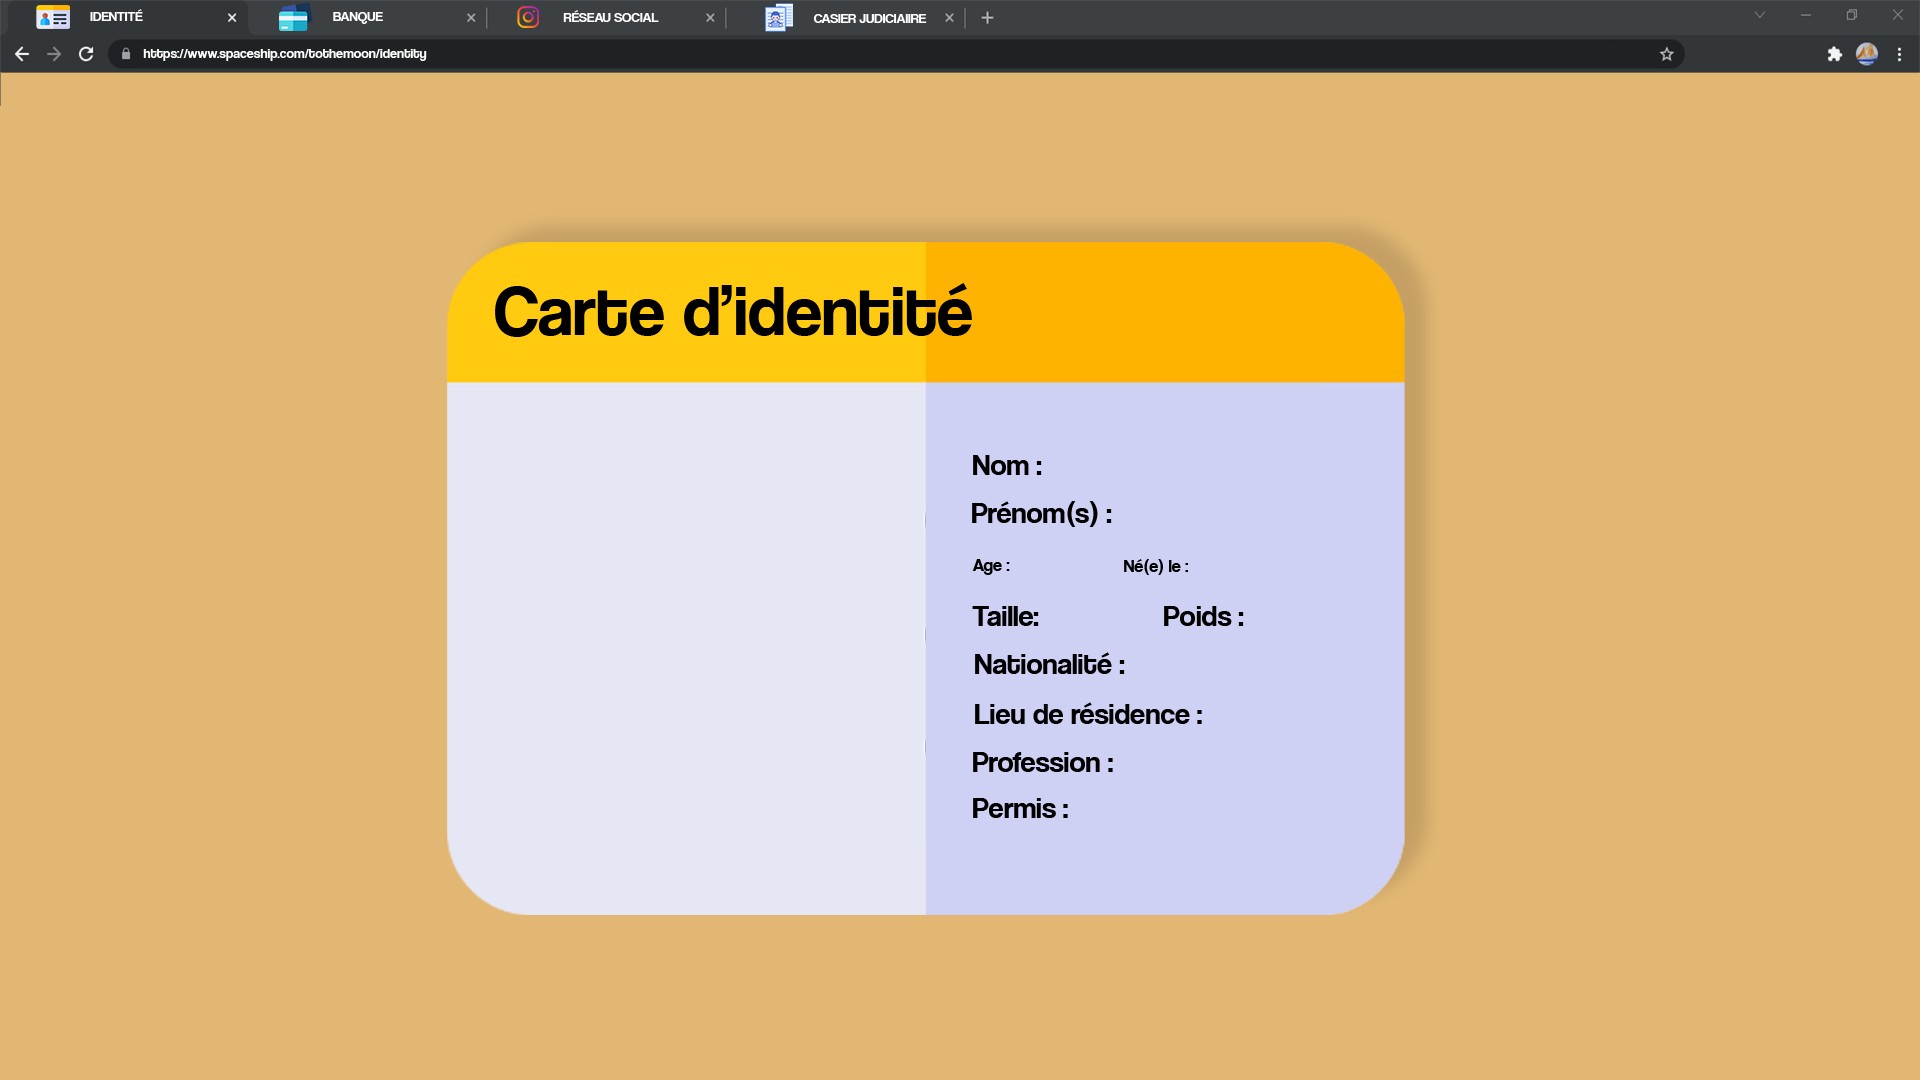 IDENTITÉ
BANQUE
RÉSEAU SOCIAL
CASIER JUDICIAIIRE
https://www.spaceship.com/tothemoon/identity
Carte d’identité
Nom :
Prénom(s) :
Age : Né(e) le :
Taille: Poids :
Nationalité :
Lieu de résidence :
Profession :
Permis :